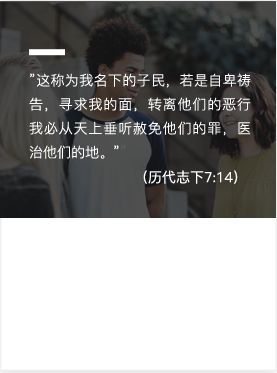 ”这称为我名下的子民，若是自卑祷
告，寻求我的面，转离他们的恶行
我必从天上垂听赦免他们的罪，医
治他们的地。”
（历代志下7:14）